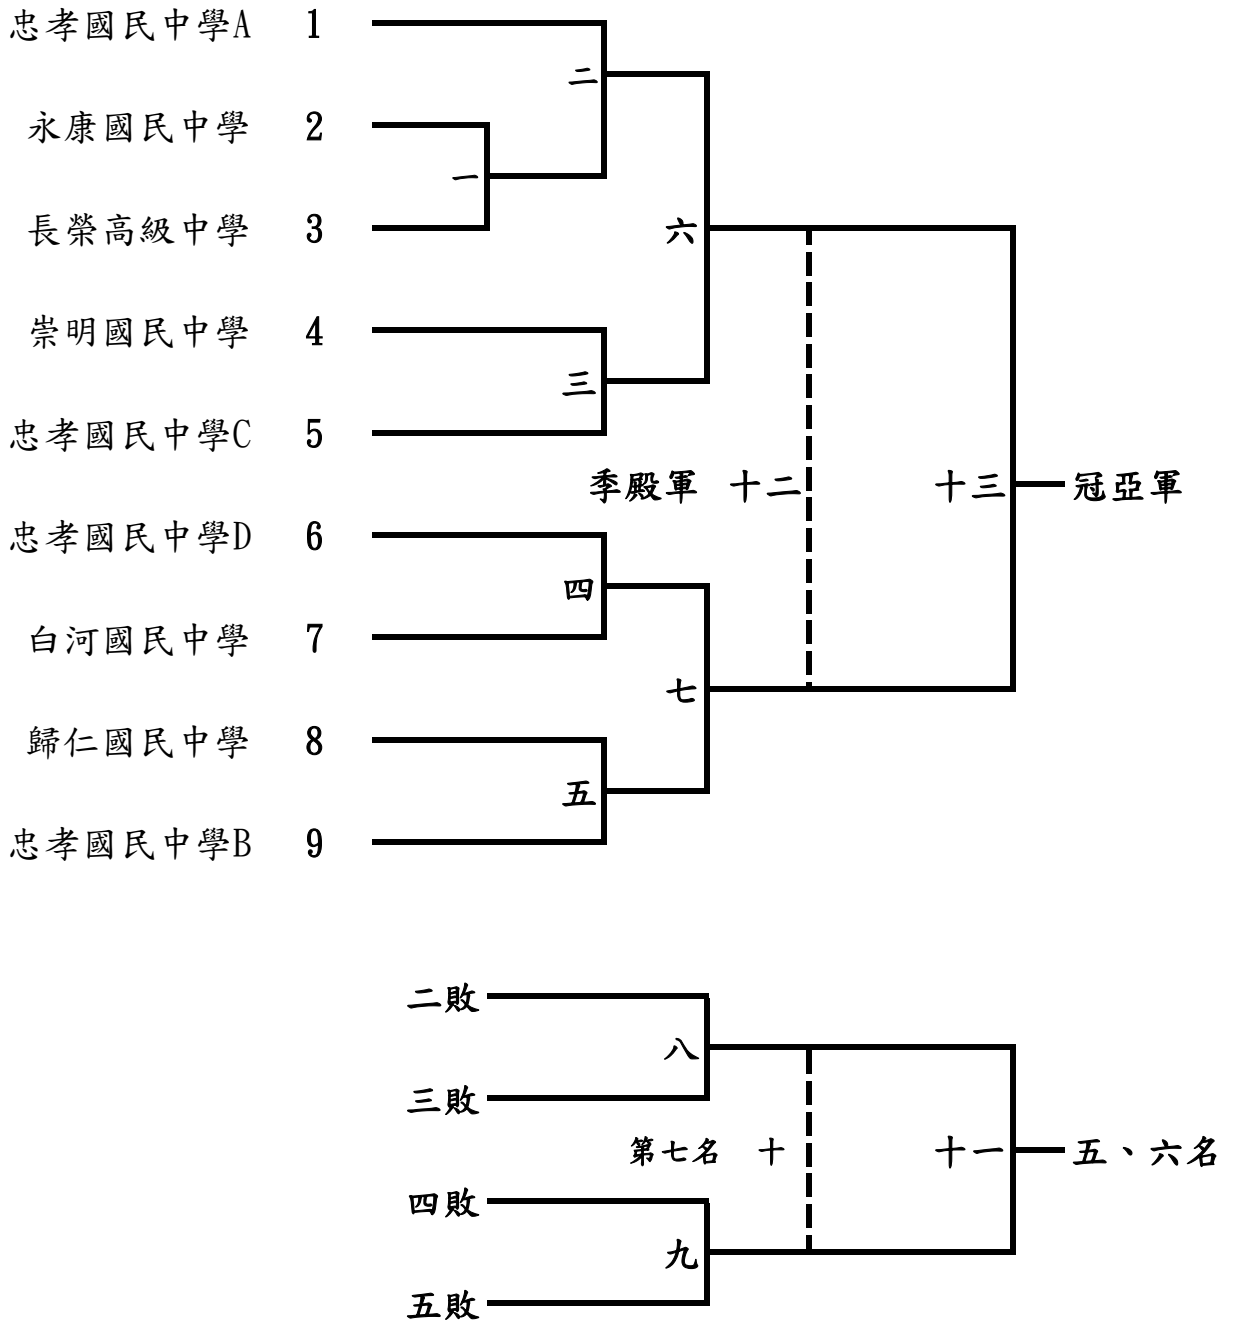 忠孝國民中學A 1
二
永康國民中學 2
一
長榮高級中學 3
六
崇明國民中學 4
三
忠孝國民中學C 5
季殿軍 十二 十三 冠亞軍
忠孝國民中學D 6
四
白河國民中學 7
七
歸仁國民中學 8
五
忠孝國民中學B 9
二敗
八
三敗
第七名 十 十一 五、六名
四敗
九
五敗